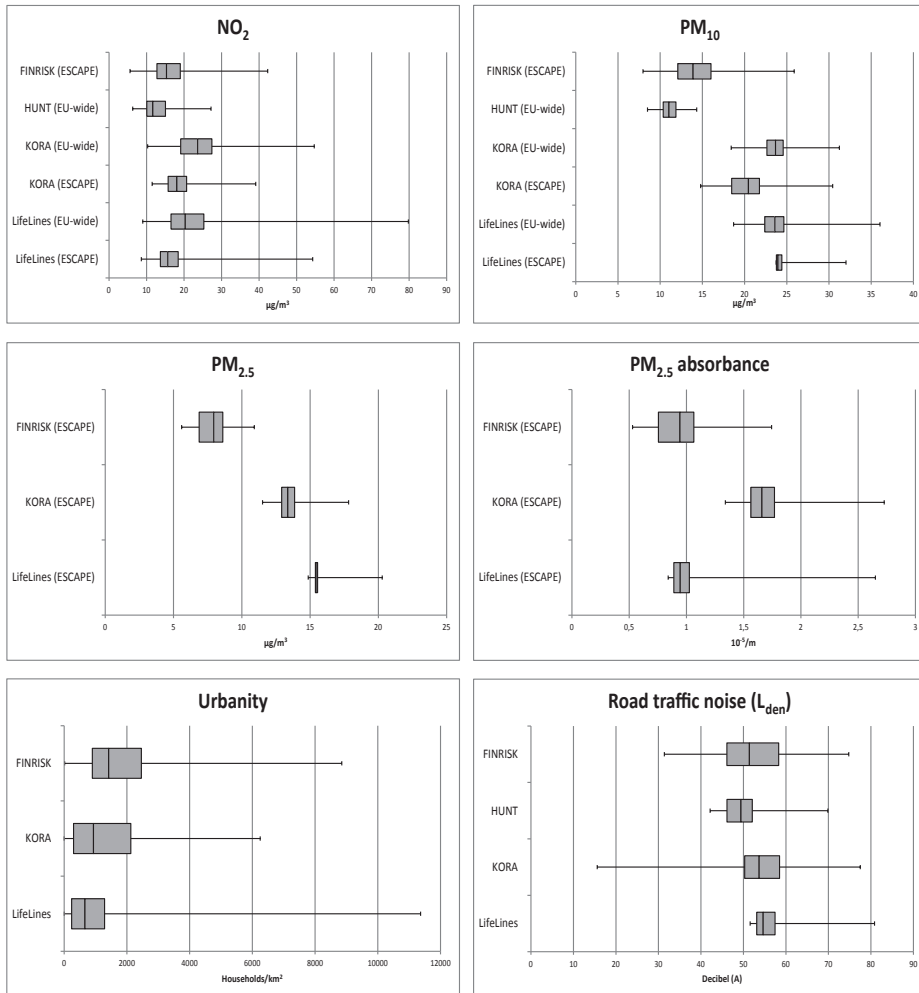 NO2
FINRISK (ESCAPE)
HUNT (EU-wide)
KORA (EU-wide)
KORA (ESCAPE)
LifeLines (EU-wide)
LifeLines (ESCAPE)
0 10 20 30 40 50 60 70 80 90
µg/m³
PM10
FINRISK (ESCAPE)
HUNT (EU-wide)
KORA (EU-wide)
KORA (ESCAPE)
LifeLines (EU-wide)
LifeLines (ESCAPE)
0 5 10 15 20 25 30 35 40
µg/m³
PM2.5
FINRISK (ESCAPE)
KORA (ESCAPE)
LifeLines (ESCAPE)
0 5 10 15 20 25
µg/m³
PM2.5 absorbance
FINRISK (ESCAPE)
KORA (ESCAPE)
LifeLines (ESCAPE)
0 0,5 1 1,5 2 2,5 3
10⁻⁵/m
Urbanity
FINRISK
KORA
LifeLines
0 2000 4000 6000 8000 10000 12000
Households/km²
Road traffic noise (Lden)
FINRISK
HUNT
KORA
LifeLines
0 10 20 30 40 50 60 70 80 90
Decibel (A)